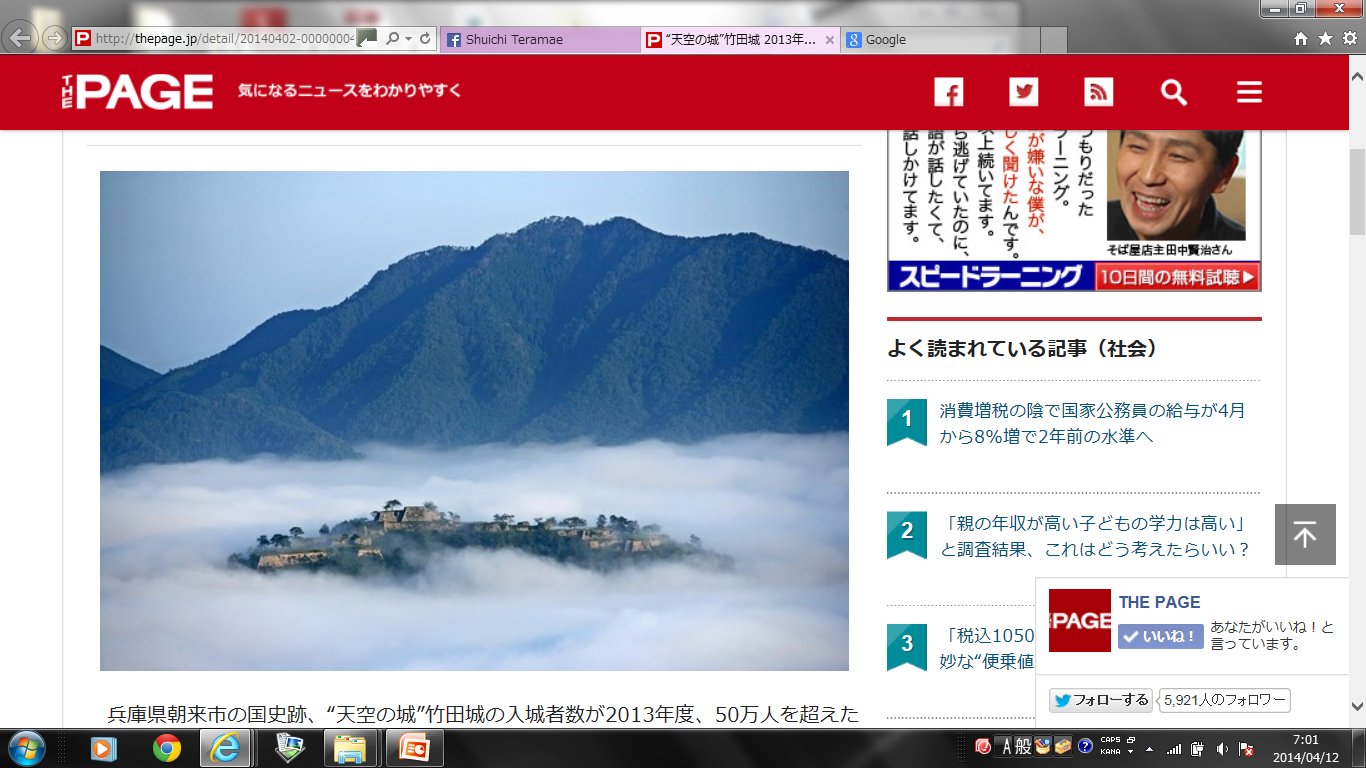 http://thepage.jp/detail/20140402-00000004
Shuichi Teramae
“天空の城”竹田城 2013年...
Google
THE PAGE
気になるニュースをわかりやすく
つもりだった
ラーニング。
が嫌いな僕が、
しく聞けたんです。
ス上続いてます。
ら逃げていたのに、
語が話したくて、
話しかけてます。
そば屋店主 田中賢治さん
スピードラーニング
10日間の無料試聴▶
よく読まれている記事（社会）
1
消費増税の陰で国家公務員の給与が4月
から8%増で2年前の水準へ
2
「親の年収が高い子どもの学力は高い」
と調査結果、これはどう考えたらいい？
3
「税込1050
妙な“便乗値
THE PAGE
THE PAGE
いいね！
あなたがいいね！と
言っています。
フォローする
5,921人のフォロワー
兵庫県朝来市の国史跡、“天空の城”竹田城の入城者数が2013年度、50万人を超えた
A 般
CAPS
KANA
7:01
2014/04/12